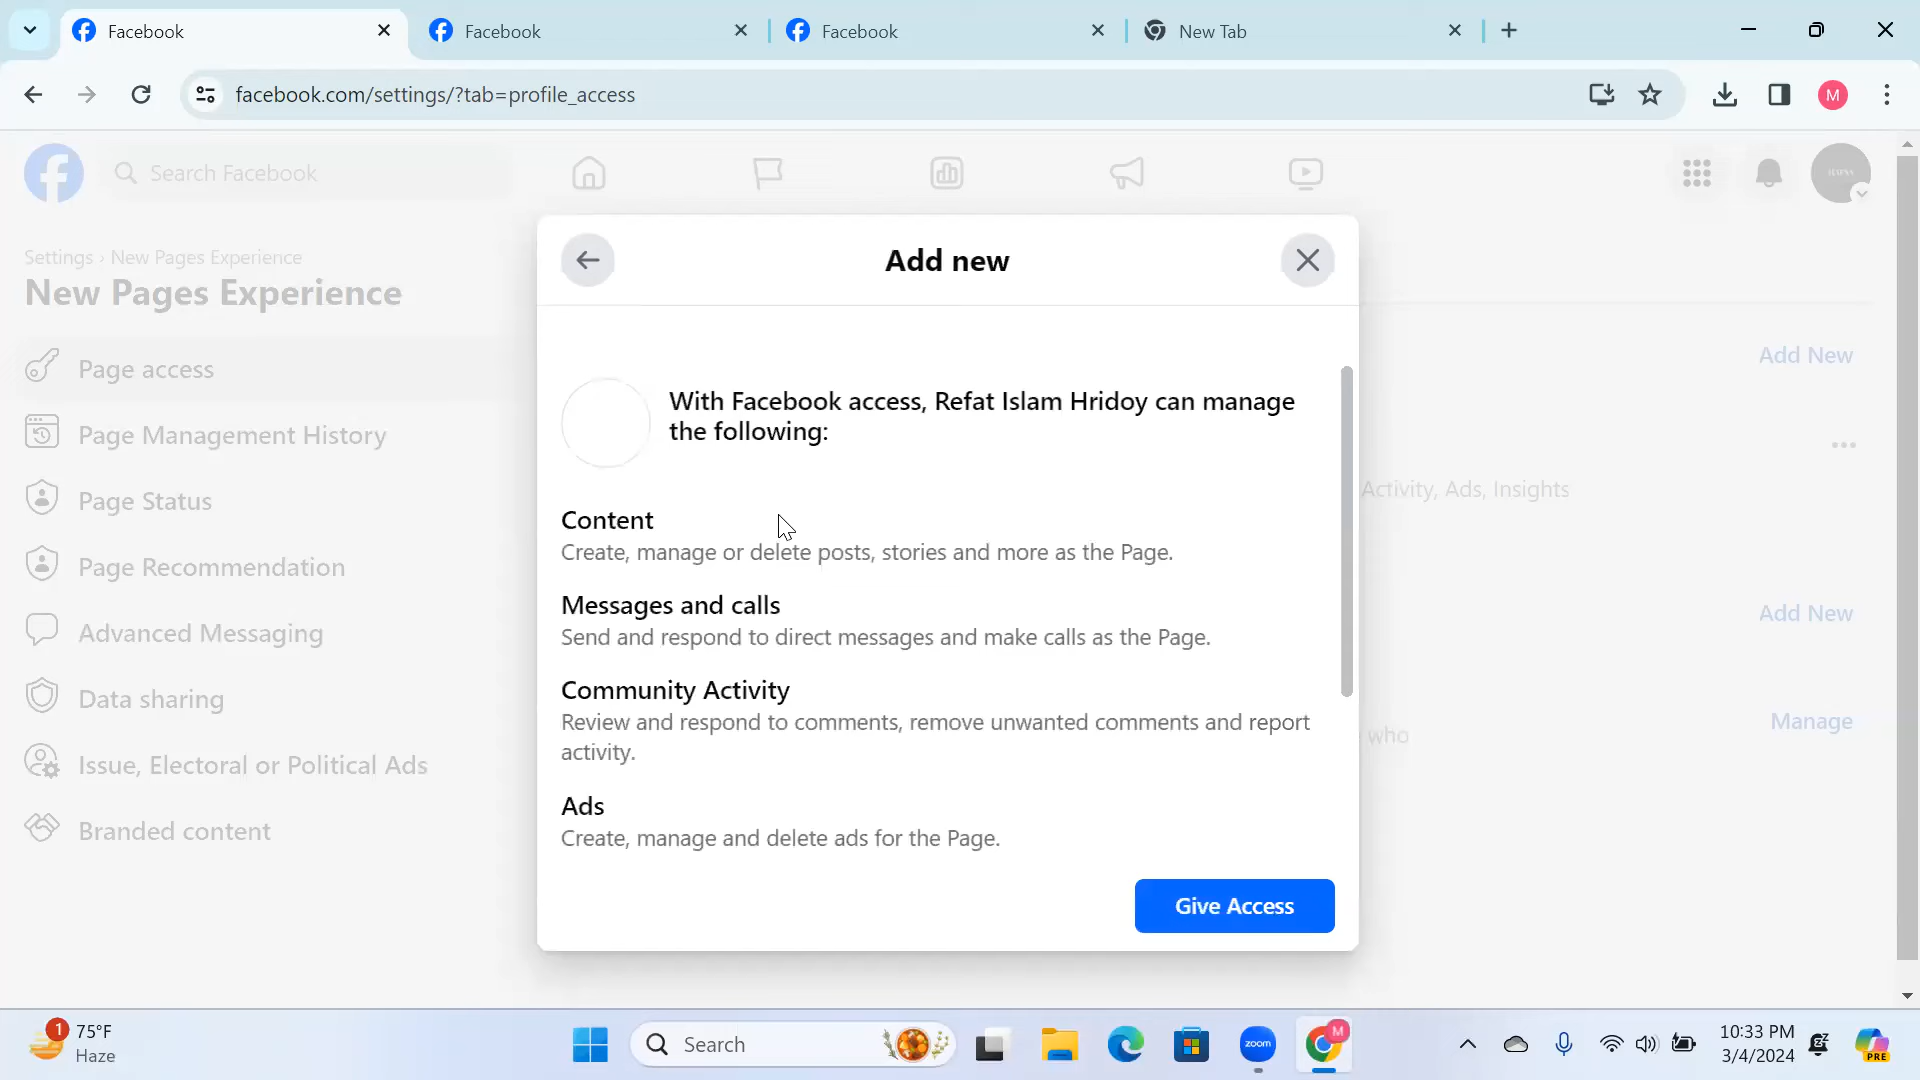 Facebook
Facebook
Facebook
New Tab
facebook.com/settings/?tab=profile_access
M
Search Facebook
Settings › New Pages Experience
New Pages Experience
Page access
Page Management History
Page Status
Page Recommendation
Advanced Messaging
Data sharing
Issue, Electoral or Political Ads
Branded content
Add new
With Facebook access, Refat Islam Hridoy can manage
the following:
Content
Create, manage or delete posts, stories and more as the Page.
Messages and calls
Send and respond to direct messages and make calls as the Page.
Community Activity
Review and respond to comments, remove unwanted comments and report
activity.
Ads
Create, manage and delete ads for the Page.
Give Access
Add New
Activity, Ads, Insights
Add New
who
Manage
1
75°F
Haze
Search
zoom
M
10:33 PM
3/4/2024
PRE